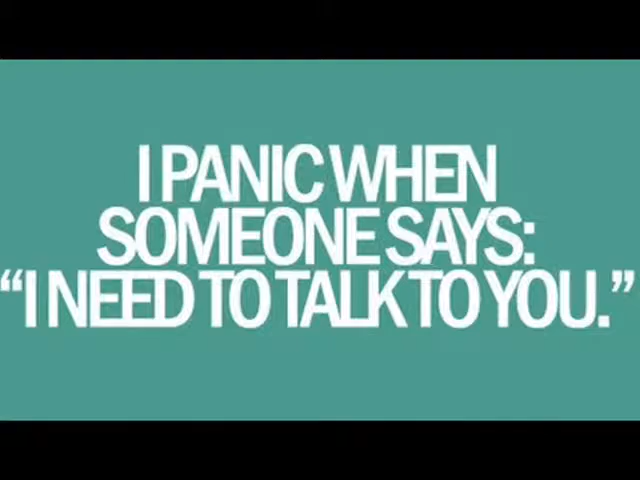 I PANIC WHEN
SOMEONE SAYS:
“I NEED TO TALK TO YOU.”